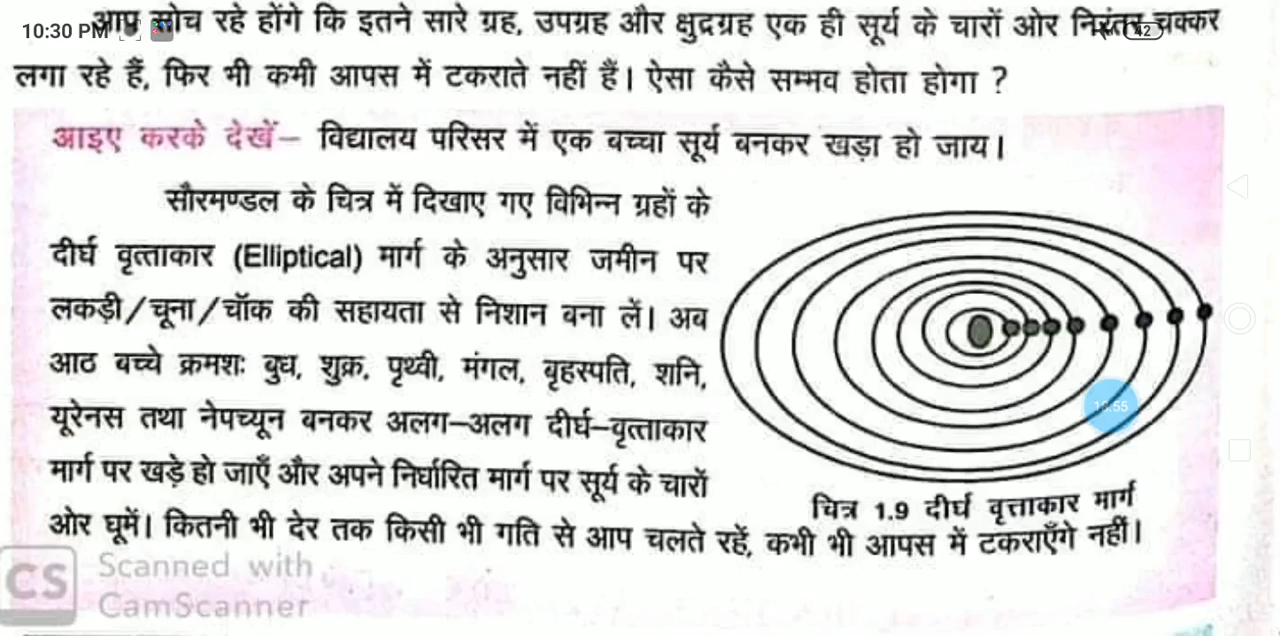 आप सोच रहे होंगे कि इतने सारे ग्रह, उपग्रह और क्षुद्रग्रह एक ही सूर्य के चारों ओर निरंतर चक्कर
10:30 PM
42
लगा रहे हैं, फिर भी कमी आपस में टकराते नहीं हैं। ऐसा कैसे सम्मव होता होगा ?
आइए करके देखें– विद्यालय परिसर में एक बच्चा सूर्य बनकर खड़ा हो जाय।
सौरमण्डल के चित्र में दिखाए गए विभिन्न ग्रहों के
दीर्घ वृत्ताकार (Elliptical) मार्ग के अनुसार जमीन पर
लकड़ी/चूना/चॉक की सहायता से निशान बना लें। अब
आठ बच्चे क्रमशः बुध, शुक्र, पृथ्वी, मंगल, बृहस्पति, शनि,
यूरेनस तथा नेपच्यून बनकर अलग–अलग दीर्घ–वृत्ताकार
मार्ग पर खड़े हो जाएँ और अपने निर्धारित मार्ग पर सूर्य के चारों
ओर घूमें। कितनी भी देर तक किसी भी गति से आप चलते रहें, कभी भी आपस में टकराएँगे नहीं।
चित्र 1.9 दीर्घ वृत्ताकार मार्ग
CS
Scanned with
CamScanner